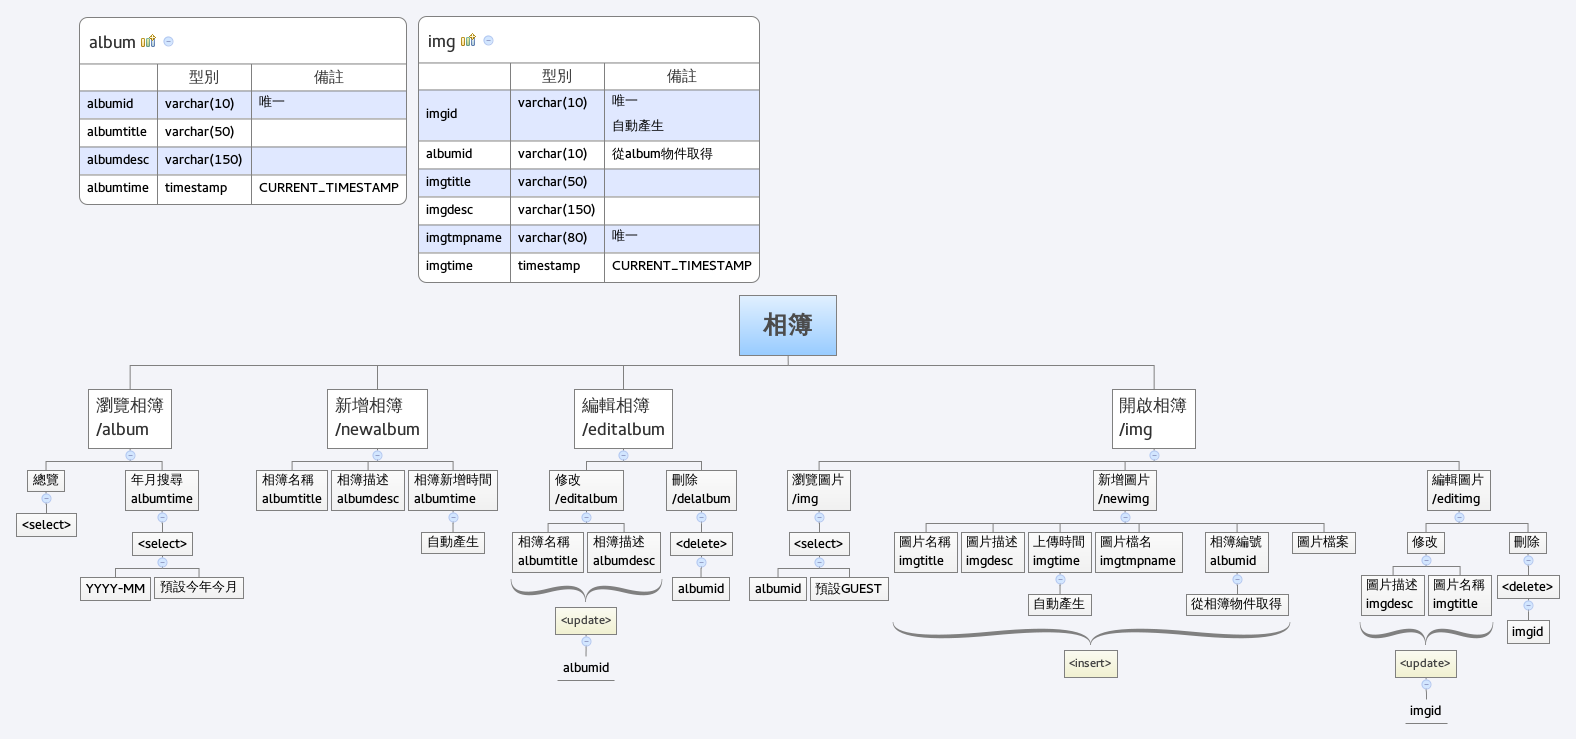 album
型別 備註
albumid varchar(10) 唯一
albumtitle varchar(50)
albumdesc varchar(150)
albumtime timestamp CURRENT_TIMESTAMP
img
型別 備註
imgid varchar(10) 唯一
自動產生
albumid varchar(10) 從album物件取得
imgtitle varchar(50)
imgdesc varchar(150)
imgtmpname varchar(80) 唯一
imgtime timestamp CURRENT_TIMESTAMP
相簿
瀏覽相簿
/album
總覽
<select>
年月搜尋
albumtime
<select>
YYYY-MM
預設今年今月
新增相簿
/newalbum
相簿名稱
albumtitle
相簿描述
albumdesc
相簿新增時間
albumtime
自動產生
編輯相簿
/editalbum
修改
/editalbum
相簿名稱
albumtitle
相簿描述
albumdesc
<update>
albumid
刪除
/delalbum
<delete>
albumid
開啟相簿
/img
瀏覽圖片
/img
<select>
albumid
預設GUEST
新增圖片
/newimg
圖片名稱
imgtitle
圖片描述
imgdesc
上傳時間
imgtime
自動產生
圖片檔名
imgtmpname
相簿編號
albumid
從相簿物件取得
圖片檔案
<insert>
編輯圖片
/editimg
修改
圖片描述
imgdesc
圖片名稱
imgtitle
<update>
imgid
刪除
<delete>
imgid